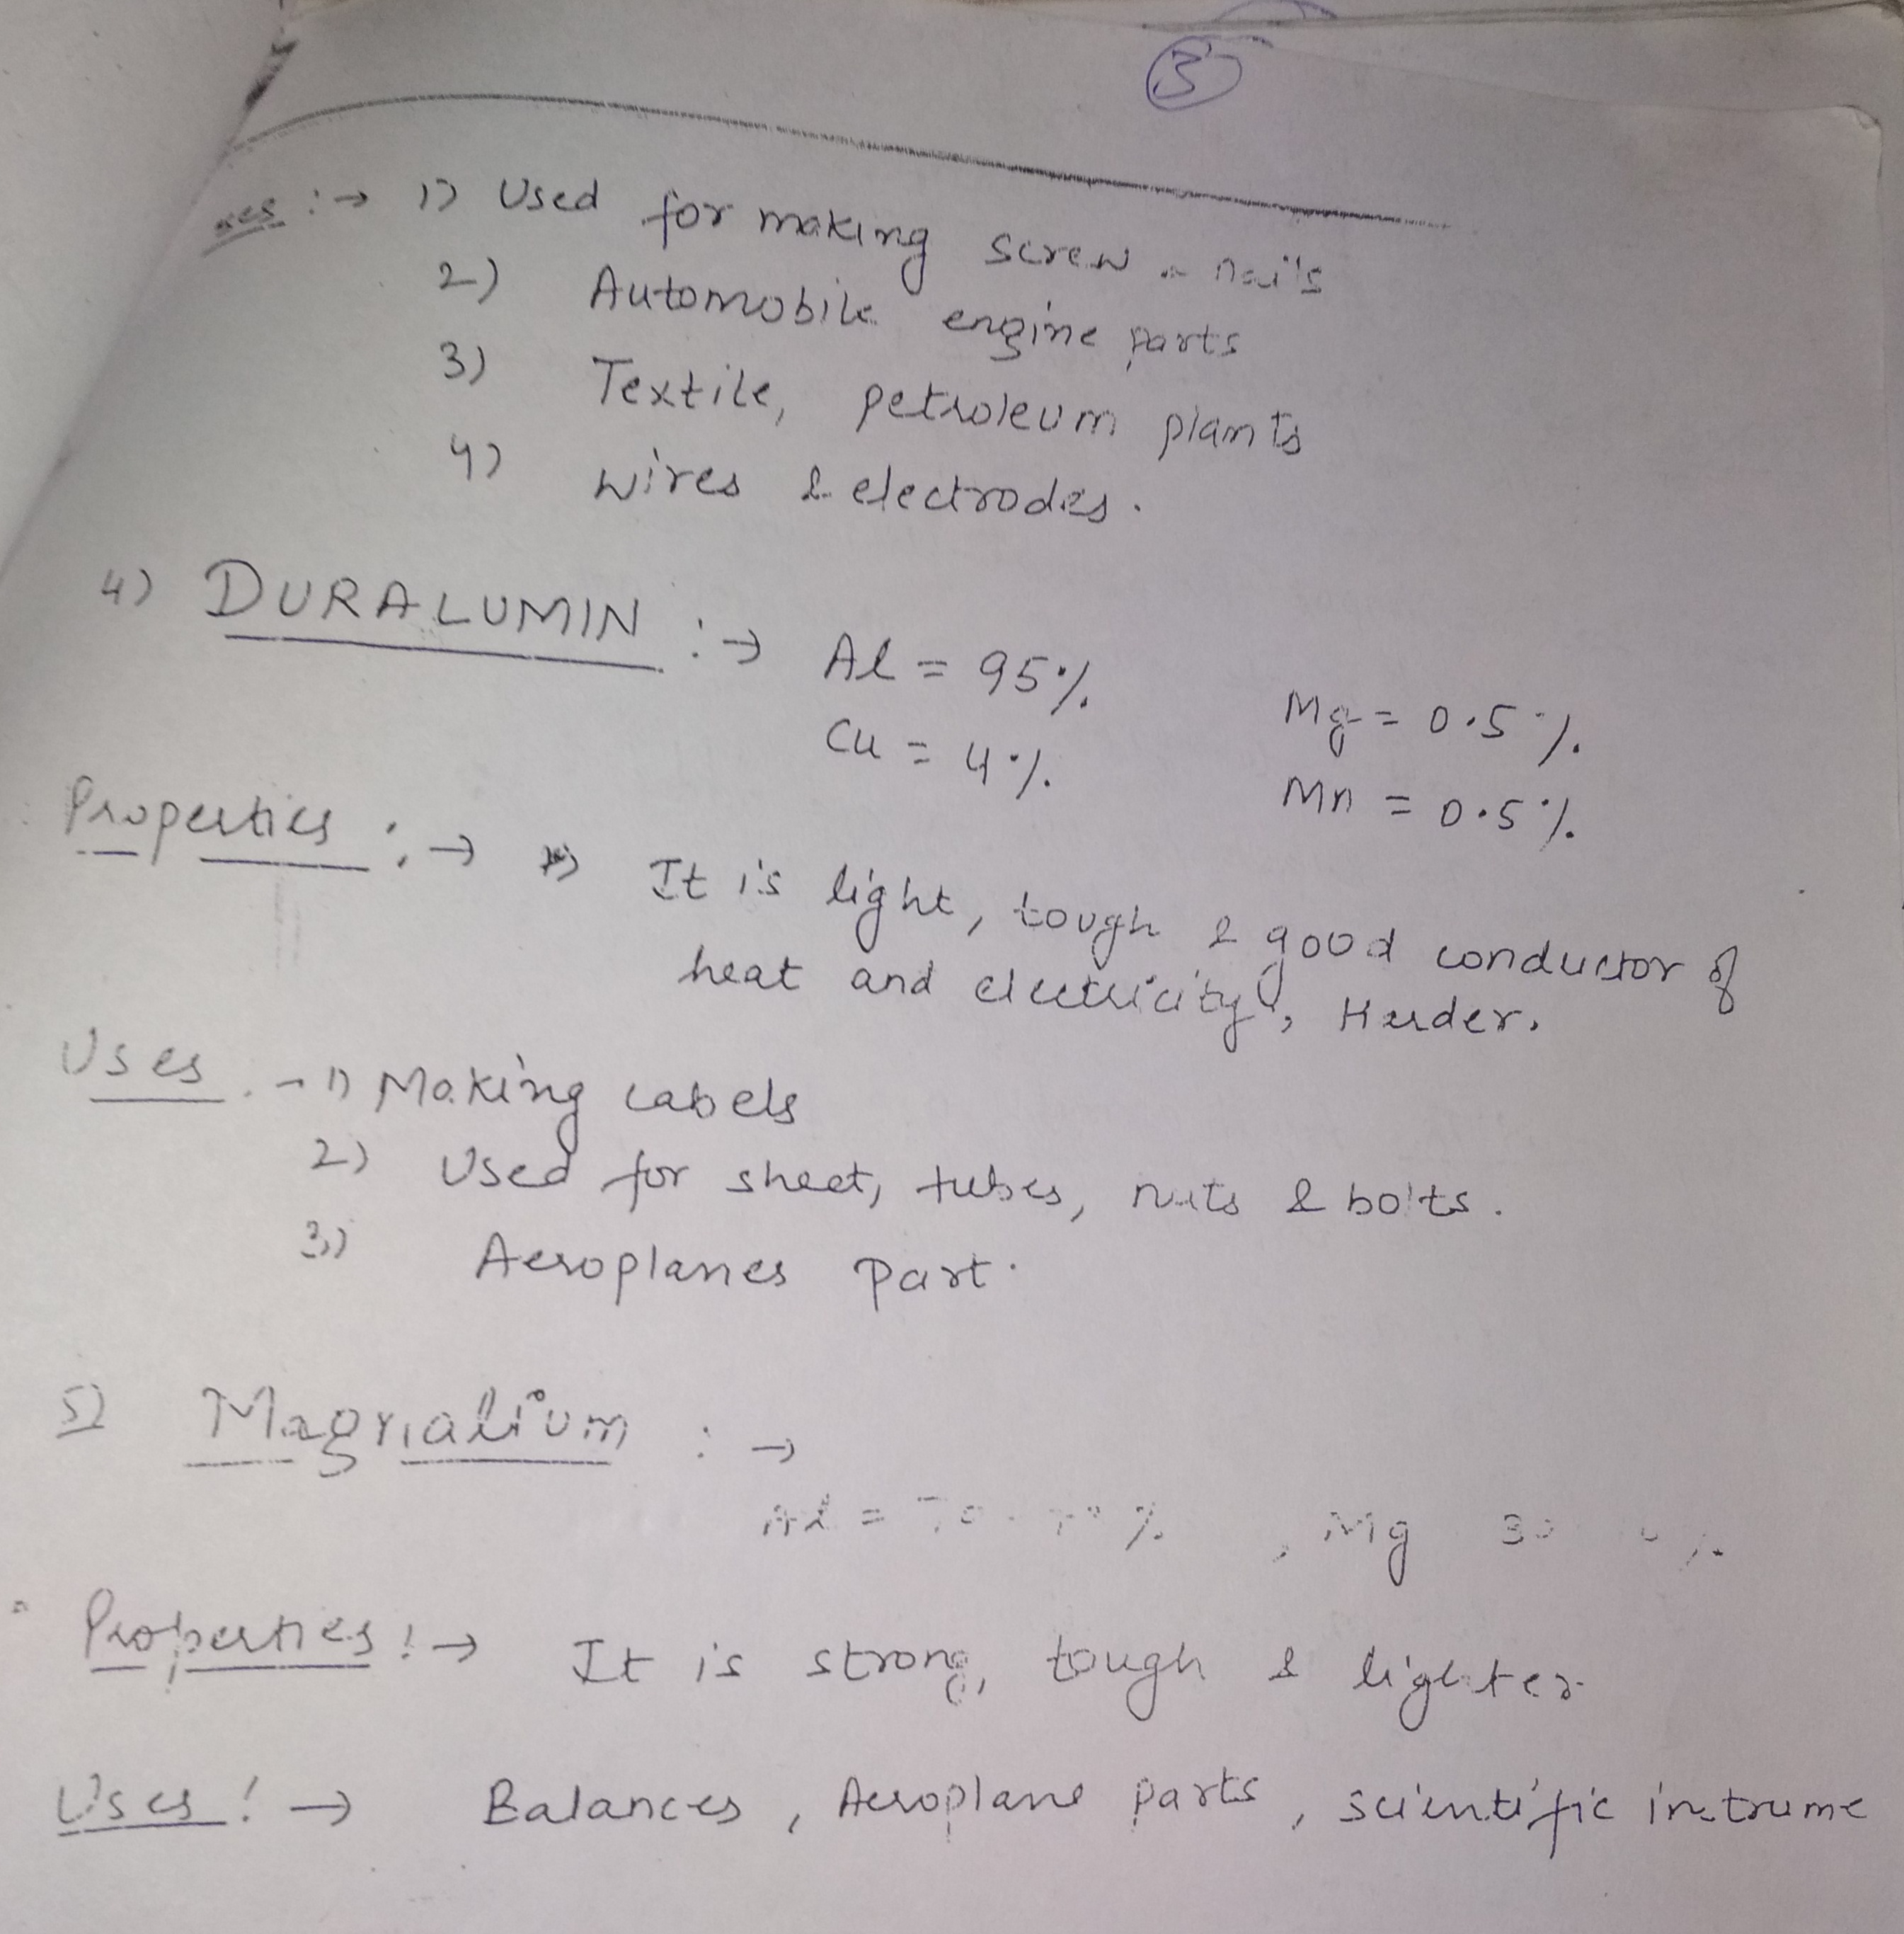 3
Uses :→ 1) Used for making screw & nails
2) Automobile engine parts
3) Textile, petroleum plants
4) wires & electrodes.
4) DURALUMIN :→ Al = 95% Mg = 0.5%
Cu = 4% Mn = 0.5%
Properties :→ It is light, tough & good conductor of
heat and electricity, Harder.
Uses → 1) Making cabels
2) Used for sheet, tubes, nuts & bolts.
3) Aeroplanes part.
5) Magnalium :→
Al = % , Mg %
Properties :→ It is strong, tough & lighter
Uses :→ Balances, Aeroplane parts, scientific instrume